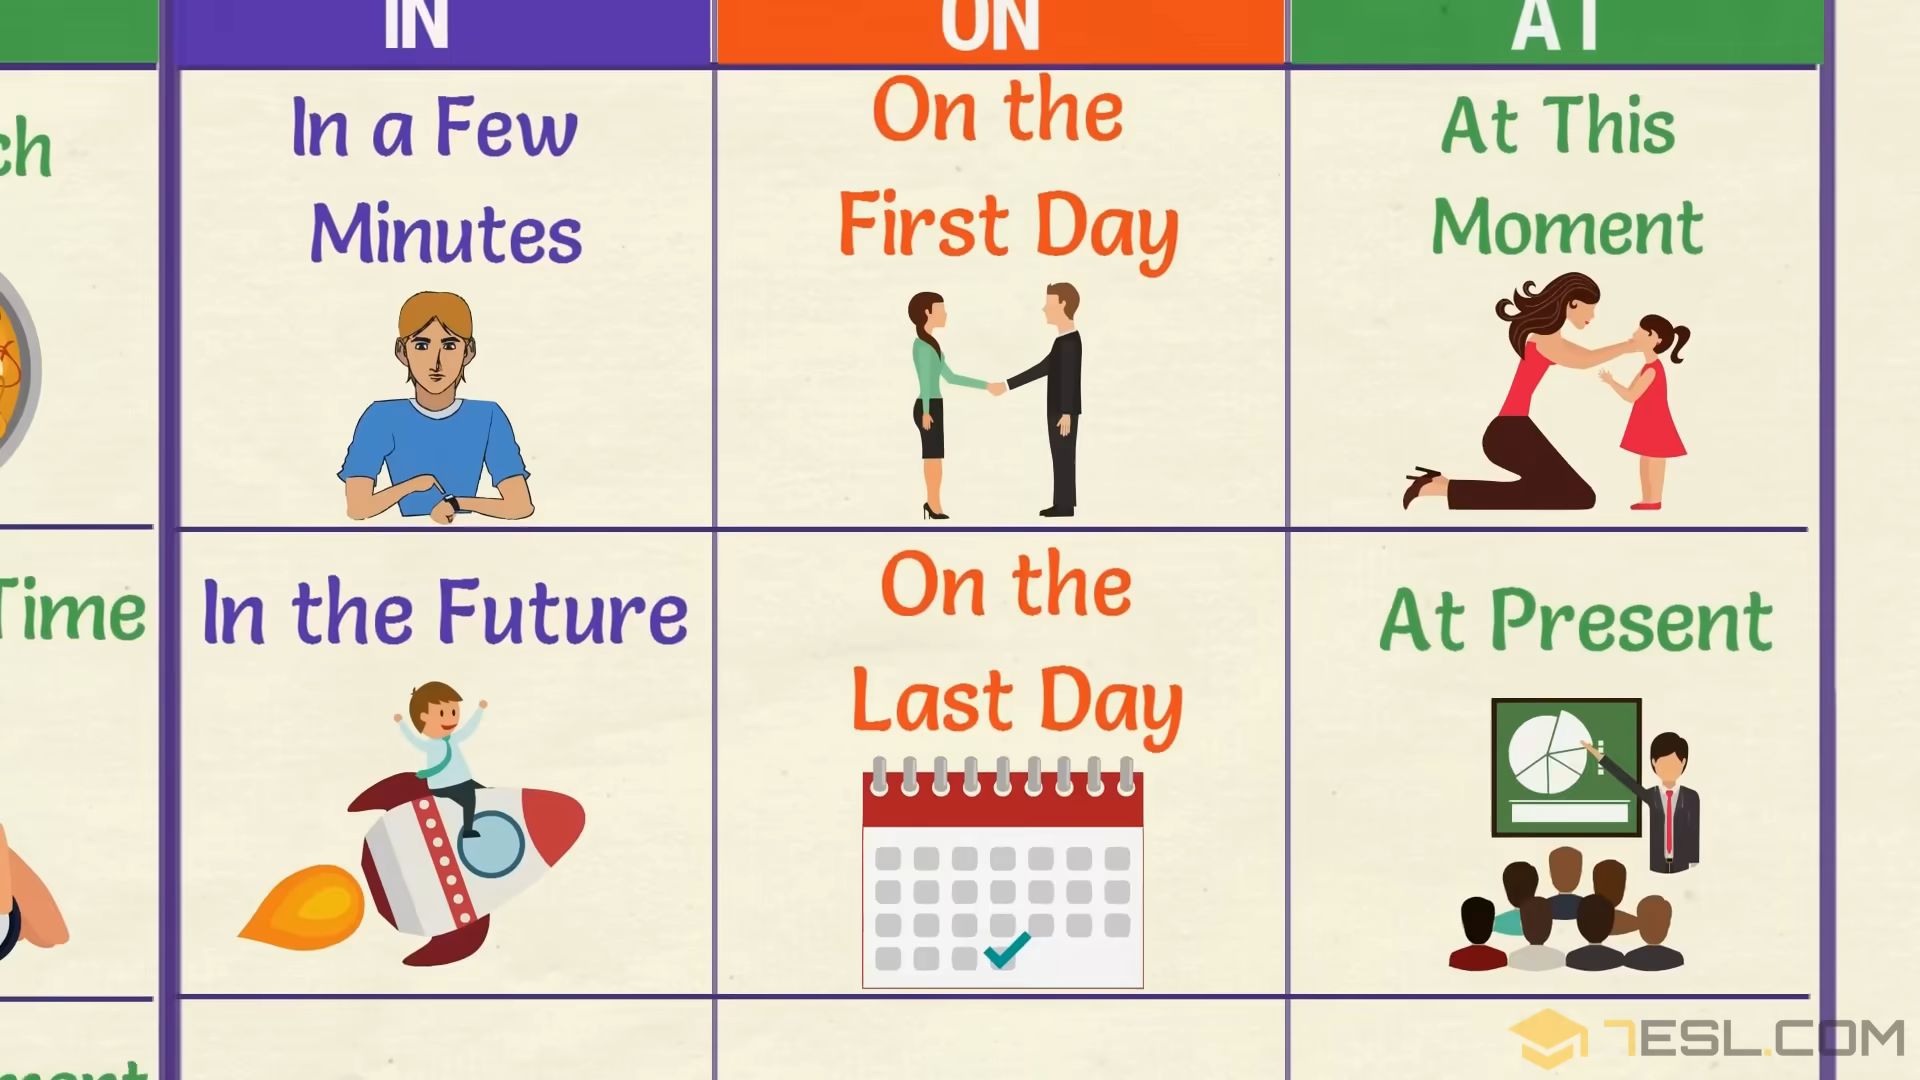 IN
ON
AT
In a Few
Minutes
On the
First Day
At This
Moment
Time
In the Future
On the
Last Day
At Present
7ESL.COM